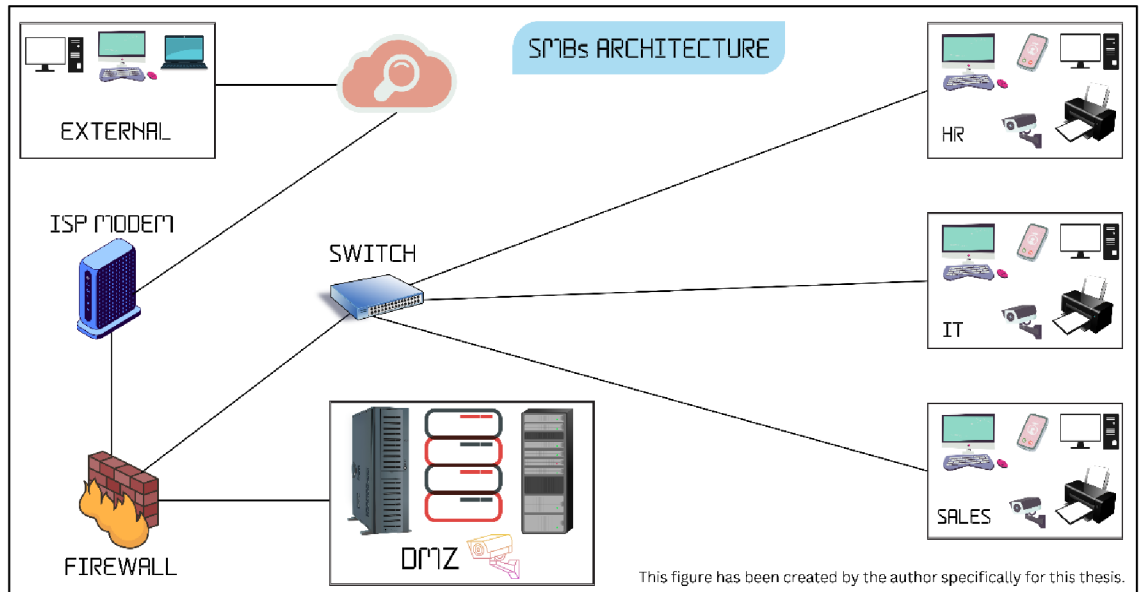 SMBs ARCHITECTURE
EXTERNAL
HR
ISP MODEM
SWITCH
IT
SALES
DMZ
FIREWALL
This figure has been created by the author specifically for this thesis.